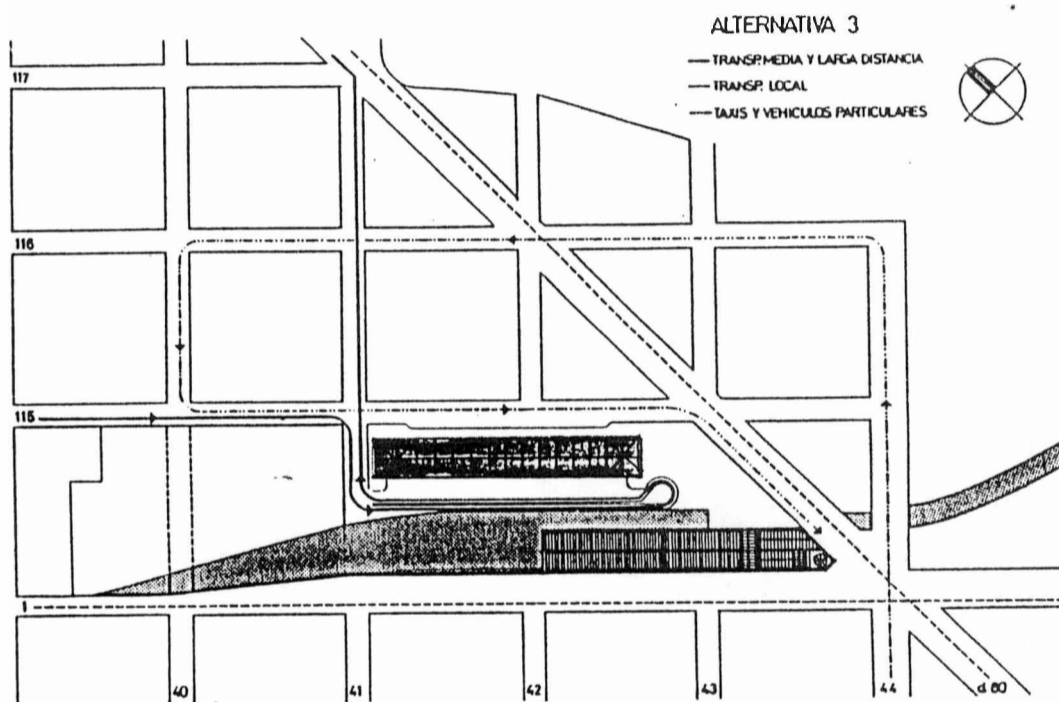 ALTERNATIVA 3
TRANSP. MEDIA Y LARGA DISTANCIA
TRANSP. LOCAL
TAXIS Y VEHICULOS PARTICULARES
117
116
115
1
40
41
42
43
44
d 80